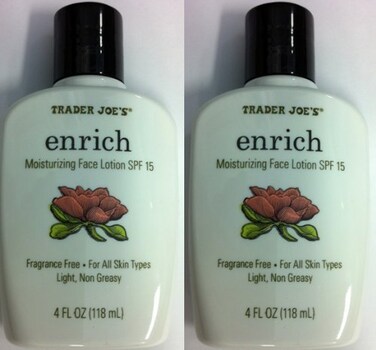 TRADER JOE'S®
enrich
Moisturizing Face Lotion SPF 15
Fragrance Free • For All Skin Types
Light, Non Greasy
4 FL OZ (118 mL)
TRADER JOE'S®
enrich
Moisturizing Face Lotion SPF 15
Fragrance Free • For All Skin Types
Light, Non Greasy
4 FL OZ (118 mL)